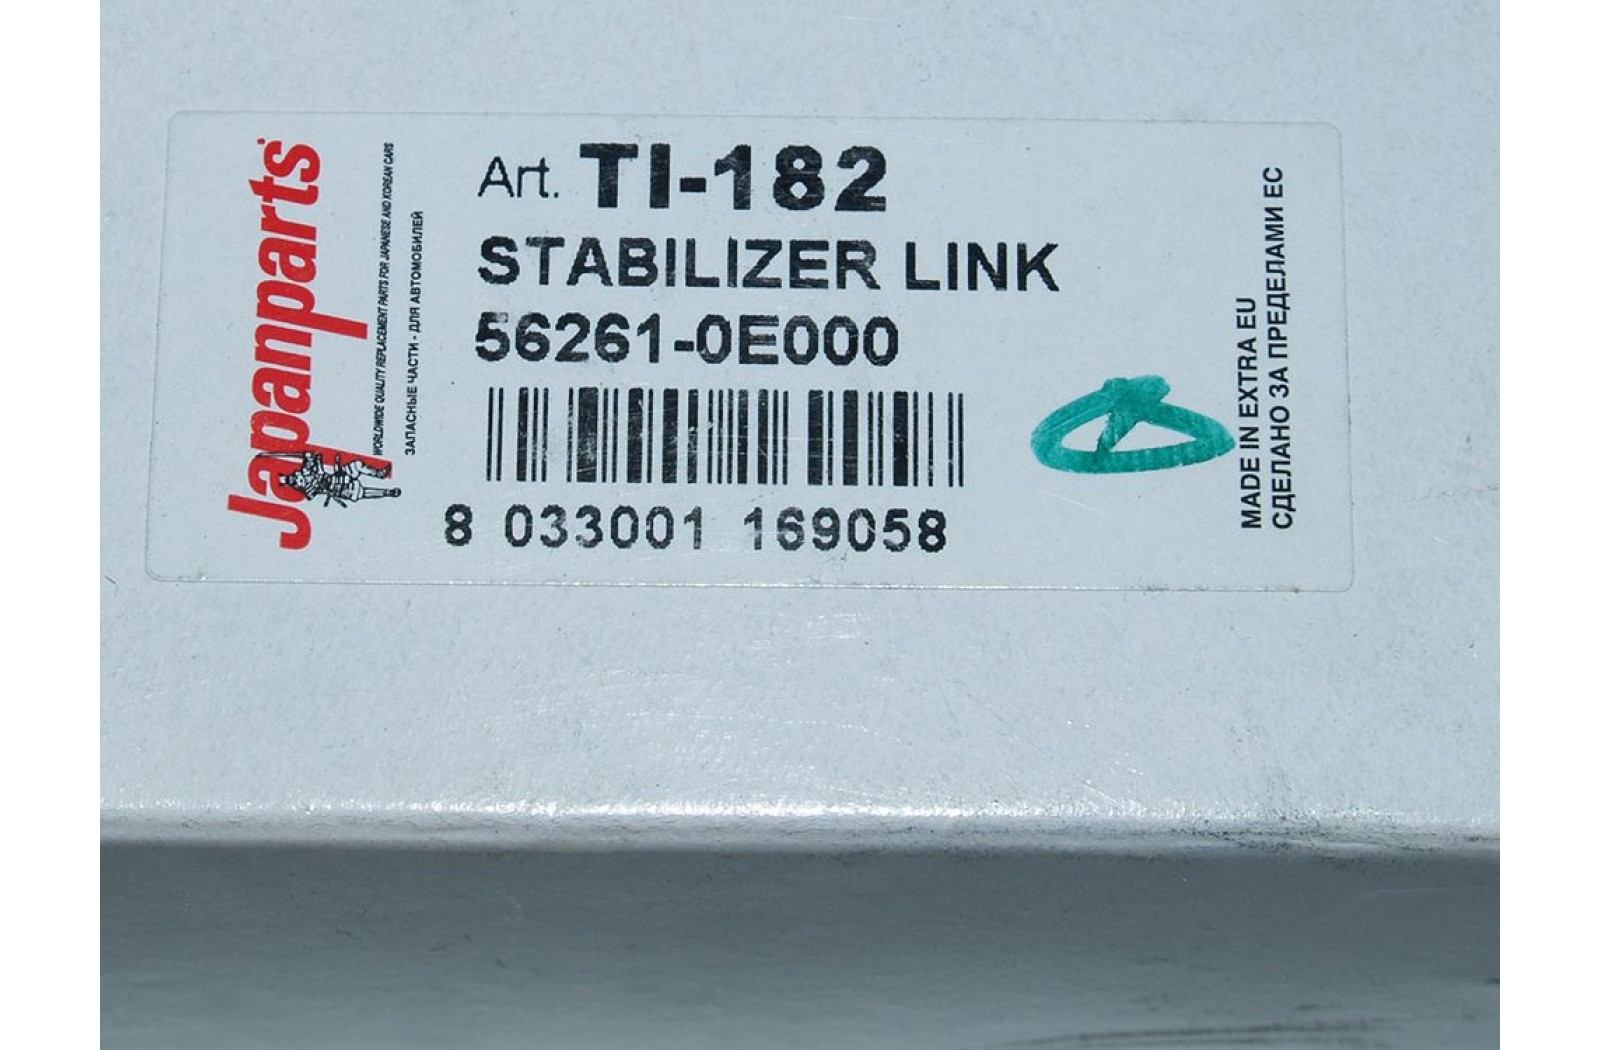 Japanparts
WORLDWIDE QUALITY REPLACEMENT PARTS FOR JAPANESE AND KOREAN CARS
ЗАПАСНЫЕ ЧАСТИ - ДЛЯ АВТОМОБИЛЕЙ
Art. TI-182
STABILIZER LINK
56261-0E000
8 033001 169058
MADE IN EXTRA EU
СДЕЛАНО ЗА ПРЕДЕЛАМИ ЕС